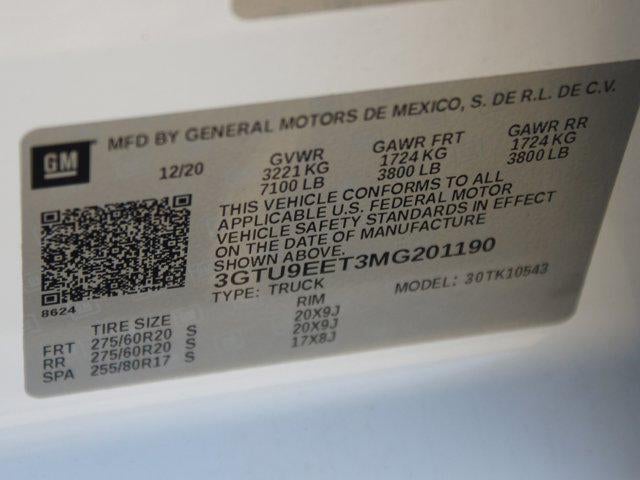 MFD BY GENERAL MOTORS DE MEXICO, S. DE R.L. DE C.V.
GM
12/20
GVWR
3221 KG
7100 LB
GAWR FRT
1724 KG
3800 LB
GAWR RR
1724 KG
3800 LB
THIS VEHICLE CONFORMS TO ALL
APPLICABLE U.S. FEDERAL MOTOR
VEHICLE SAFETY STANDARDS IN EFFECT
ON THE DATE OF MANUFACTURE
SHOWN ABOVE.
3GTU9EET3MG201190
TYPE: TRUCK
MODEL: 30TK10543
8624
TIRE SIZE RIM
FRT 275/60R20 S 20X9J
RR 275/60R20 S 20X9J
SPA 255/80R17 S 17X8J